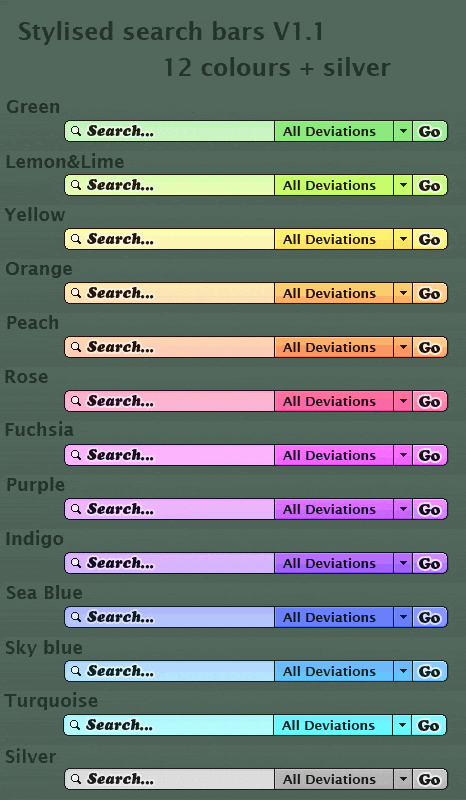 Stylised search bars V1.1
12 colours + silver
Green
Search... All Deviations Go
Lemon&Lime
Search... All Deviations Go
Yellow
Search... All Deviations Go
Orange
Search... All Deviations Go
Peach
Search... All Deviations Go
Rose
Search... All Deviations Go
Fuchsia
Search... All Deviations Go
Purple
Search... All Deviations Go
Indigo
Search... All Deviations Go
Sea Blue
Search... All Deviations Go
Sky blue
Search... All Deviations Go
Turquoise
Search... All Deviations Go
Silver
Search... All Deviations Go